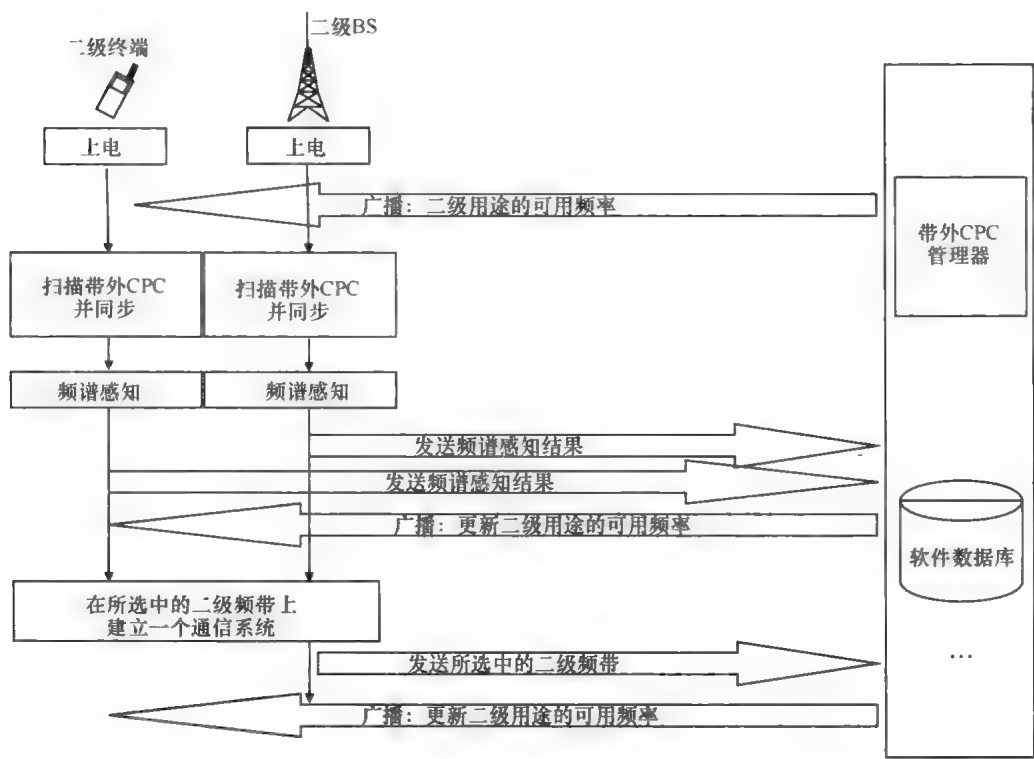 二级BS
二级终端
上电
上电
广播：二级用途的可用频率
带外CPC
管理器
扫描带外CPC
并同步
扫描带外CPC
并同步
频谱感知
频谱感知
发送频谱感知结果
发送频谱感知结果
广播：更新二级用途的可用频率
软件数据库
在所选中的二级频带上
建立一个通信系统
发送所选中的二级频带
…
广播：更新二级用途的可用频率